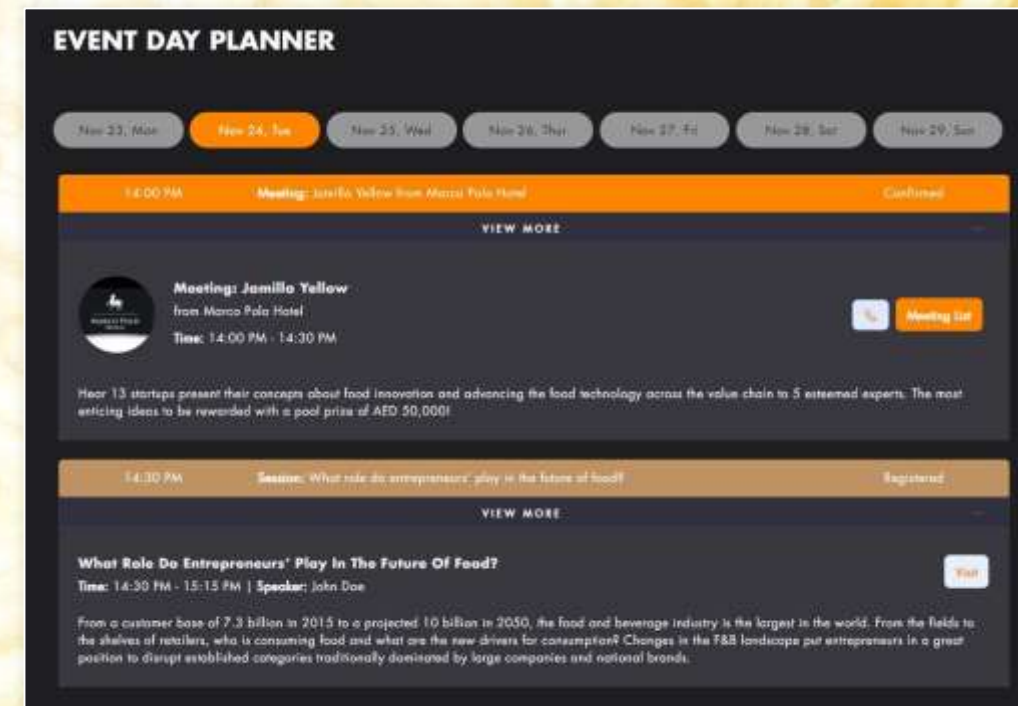 EVENT DAY PLANNER
Nov 23, Mon Nov 24, Tue Nov 25, Wed Nov 26, Thur Nov 27, Fri Nov 28, Sat Nov 29, Sun
14:00 PM Meeting: Jamilla Yellow from Marco Polo Hotel Confirmed
VIEW MORE
Meeting: Jamilla Yellow
from Marco Polo Hotel
Time: 14:00 PM - 14:30 PM
Meeting List
Hear 13 startups present their concepts about food innovation and advancing the food technology across the value chain to 5 esteemed experts. The most
enticing ideas to be rewarded with a pool prize of AED 50,000!
14:30 PM Session: What role do entrepreneurs' play in the future of food? Registered
VIEW MORE
What Role Do Entrepreneurs' Play In The Future Of Food?
Time: 14:30 PM - 15:15 PM | Speaker: John Doe
Visit
From a customer base of 7.3 billion in 2015 to a projected 10 billion in 2050, the food and beverage industry is the largest in the world. From the fields to
the shelves of retailers, who is consuming food and what are the new drivers for consumption? Changes in the F&B landscape put entrepreneurs in a great
position to disrupt established categories traditionally dominated by large companies and national brands.